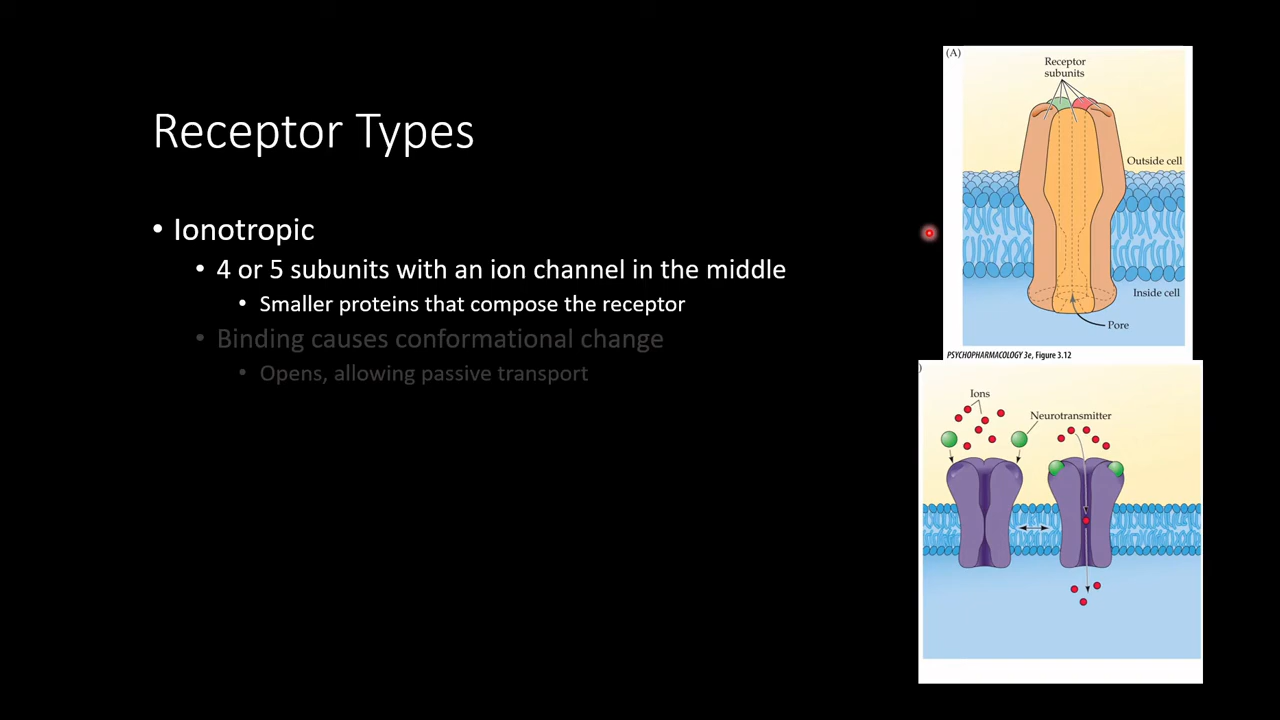 Receptor Types
• Ionotropic
• 4 or 5 subunits with an ion channel in the middle
• Smaller proteins that compose the receptor
• Binding causes conformational change
• Opens, allowing passive transport
(A)
Receptor
subunits
Outside cell
Inside cell
Pore
PSYCHOPHARMACOLOGY 3e, Figure 3.12
)
Ions
Neurotransmitter